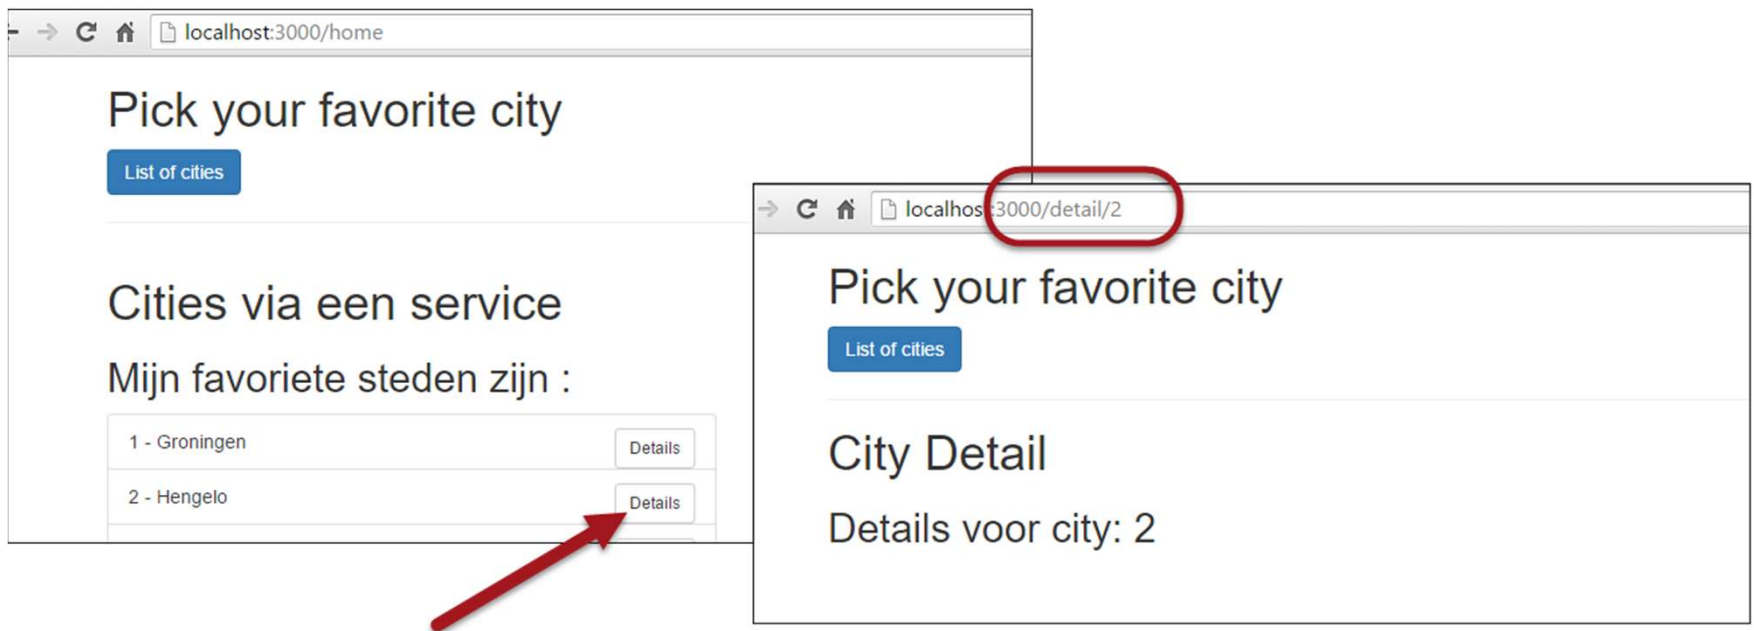 localhost:3000/home
Pick your favorite city
List of cities
Cities via een service
Mijn favoriete steden zijn :
1 - Groningen
Details
2 - Hengelo
Details
localhost:3000/detail/2
Pick your favorite city
List of cities
City Detail
Details voor city: 2